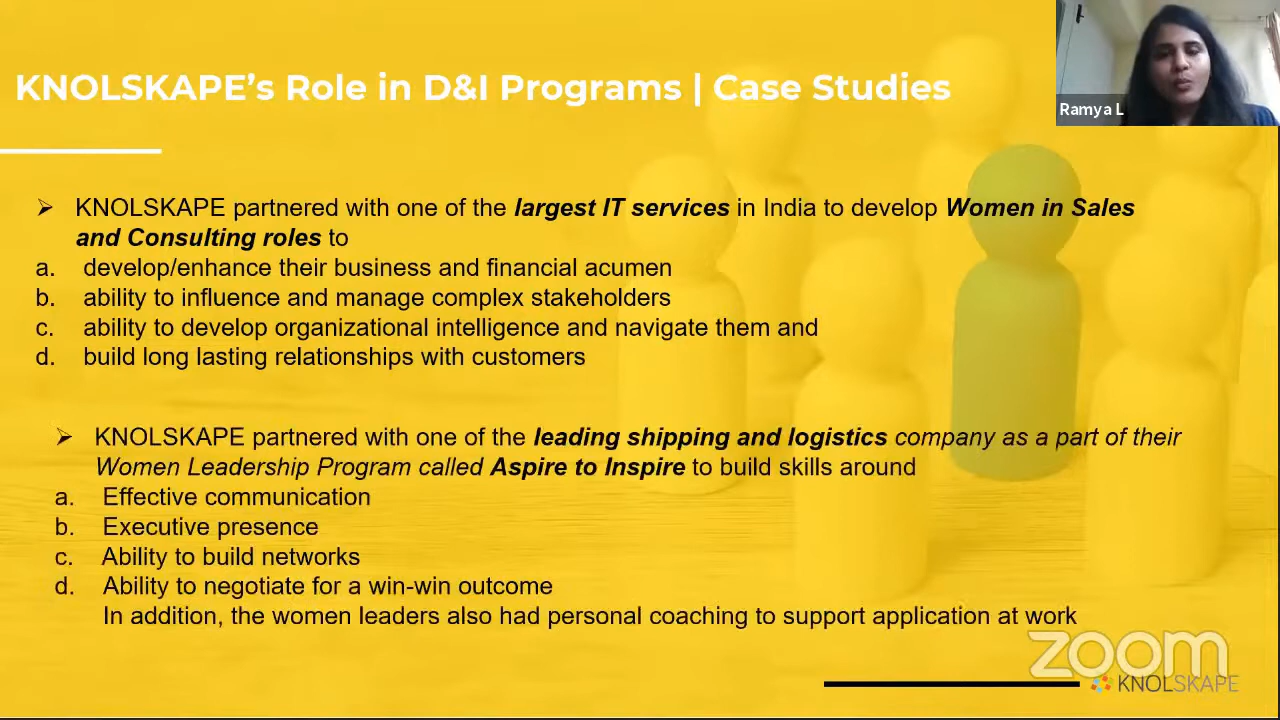 KNOLSKAPE's Role in D&I Programs | Case Studies
Ramya L
➢ KNOLSKAPE partnered with one of the largest IT services in India to develop Women in Sales
and Consulting roles to
a. develop/enhance their business and financial acumen
b. ability to influence and manage complex stakeholders
c. ability to develop organizational intelligence and navigate them and
d. build long lasting relationships with customers
➢ KNOLSKAPE partnered with one of the leading shipping and logistics company as a part of their
Women Leadership Program called Aspire to Inspire to build skills around
a. Effective communication
b. Executive presence
c. Ability to build networks
d. Ability to negotiate for a win-win outcome
In addition, the women leaders also had personal coaching to support application at work
zoom
KNOLSKAPE